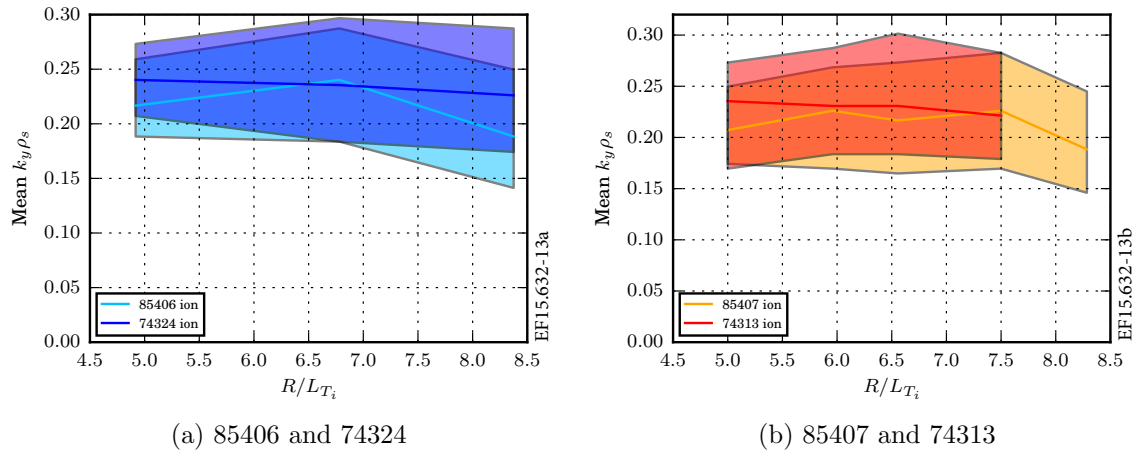 0.30
0.25
0.20
0.15
0.10
0.05
0.00
Mean $k_y\rho_s$
85406 ion
74324 ion
4.5 5.0 5.5 6.0 6.5 7.0 7.5 8.0 8.5
$R/L_{T_i}$
EF15.632-13a
(a) 85406 and 74324
0.30
0.25
0.20
0.15
0.10
0.05
0.00
Mean $k_y\rho_s$
85407 ion
74313 ion
4.5 5.0 5.5 6.0 6.5 7.0 7.5 8.0 8.5
$R/L_{T_i}$
EF15.632-13b
(b) 85407 and 74313